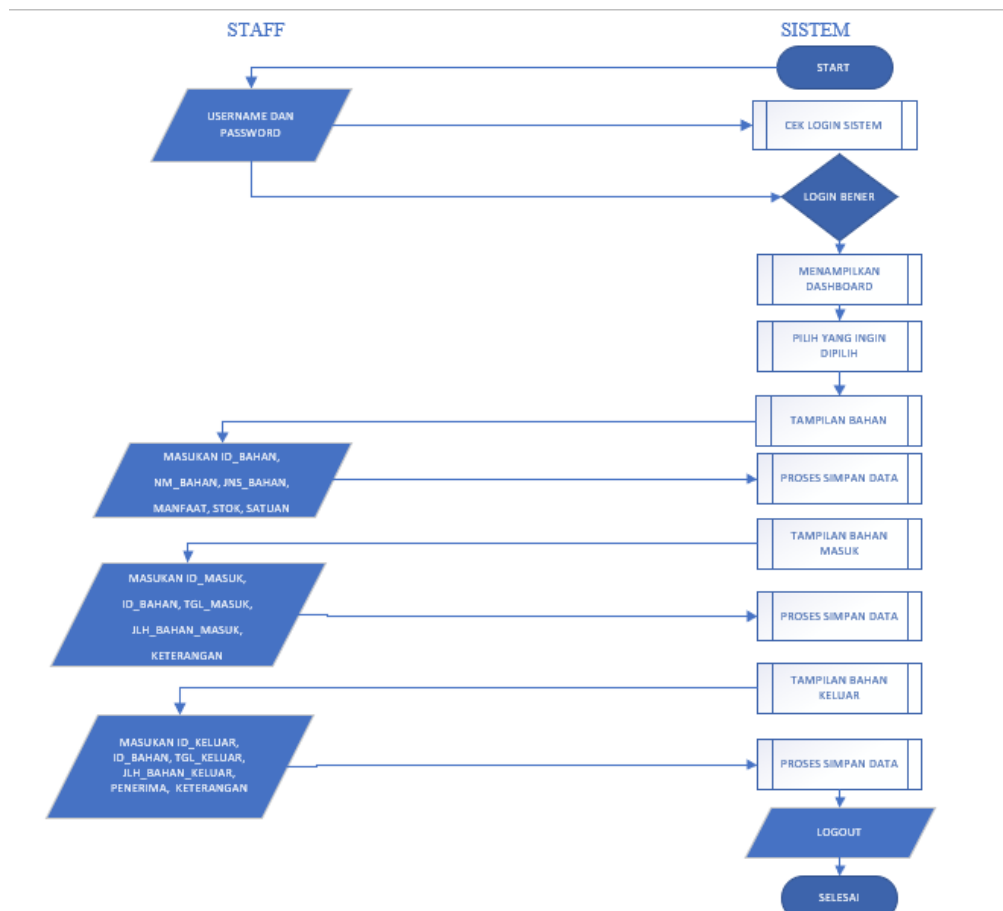 STAFF
SISTEM
START
USERNAME DAN
PASSWORD
CEK LOGIN SISTEM
LOGIN BENER
MENAMPILKAN
DASHBOARD
PILIH YANG INGIN
DIPILIH
TAMPILAN BAHAN
MASUKAN ID_BAHAN,
NM_BAHAN, JNS_BAHAN,
MANFAAT, STOK, SATUAN
PROSES SIMPAN DATA
TAMPILAN BAHAN
MASUK
MASUKAN ID_MASUK,
ID_BAHAN, TGL_MASUK,
JLH_BAHAN_MASUK,
KETERANGAN
PROSES SIMPAN DATA
TAMPILAN BAHAN
KELUAR
MASUKAN ID_KELUAR,
ID_BAHAN, TGL_KELUAR,
JLH_BAHAN_KELUAR,
PENERIMA, KETERANGAN
PROSES SIMPAN DATA
LOGOUT
SELESAI